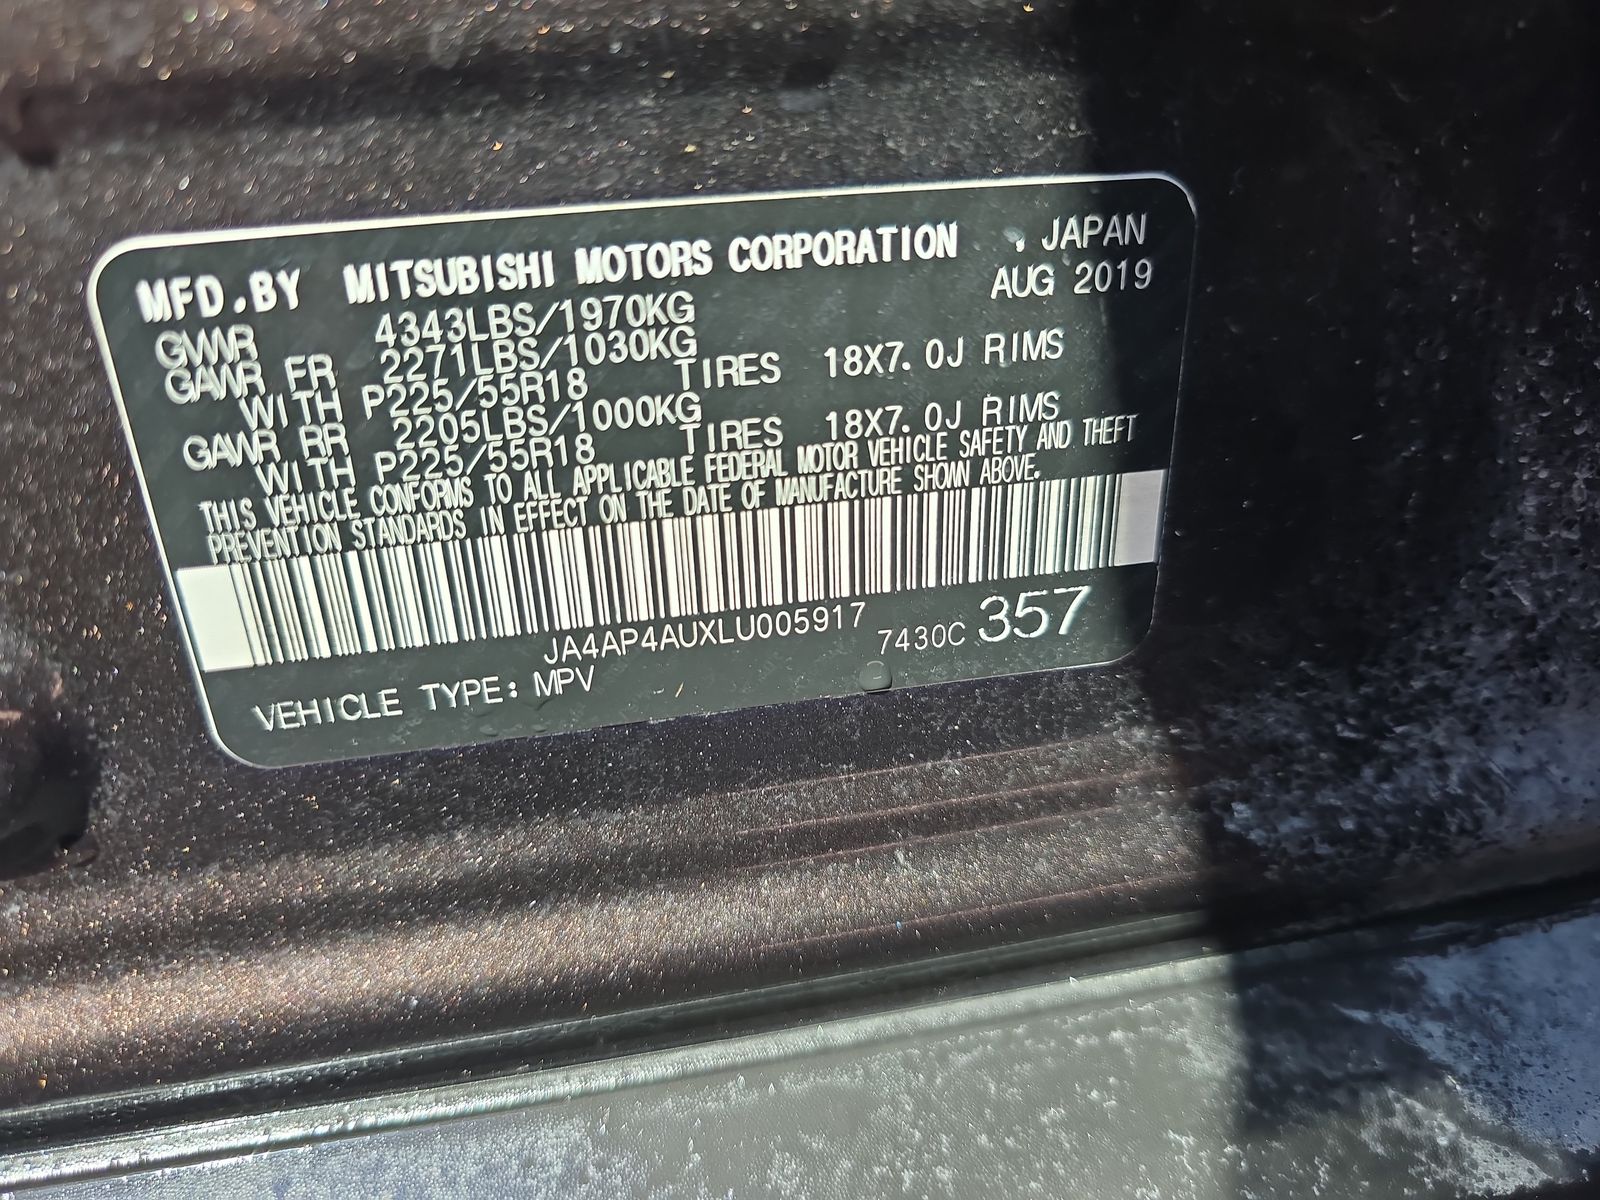 MFD.BY MITSUBISHI MOTORS CORPORATION . JAPAN
AUG 2019
GVWR 4343LBS/1970KG
GAWR FR 2271LBS/1030KG
WITH P225/55R18 TIRES 18X7.0J RIMS
GAWR RR 2205LBS/1000KG
WITH P225/55R18 TIRES 18X7.0J RIMS
THIS VEHICLE CONFORMS TO ALL APPLICABLE FEDERAL MOTOR VEHICLE SAFETY AND THEFT
PREVENTION STANDARDS IN EFFECT ON THE DATE OF MANUFACTURE SHOWN ABOVE.
JA4AP4AUXLU005917 7430C 357
VEHICLE TYPE: MPV